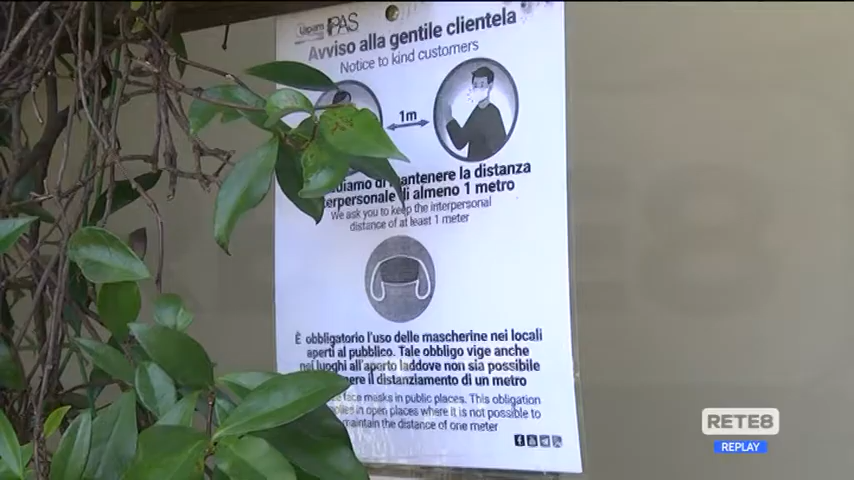 PAS
Avviso alla gentile clientela
Notice to kind customers
1m
mantenere la distanza
di almeno 1 metro
We ask you to keep the interpersonal
distance of at least 1 meter
È obbligatorio l'uso delle mascherine nei locali
aperti al pubblico. Tale obbligo vige anche
nei luoghi all'aperto laddove non sia possibile
il distanziamento di un metro
face masks in public places. This obligation
in open places where it is not possible to
maintain the distance of one meter
RETE8
REPLAY